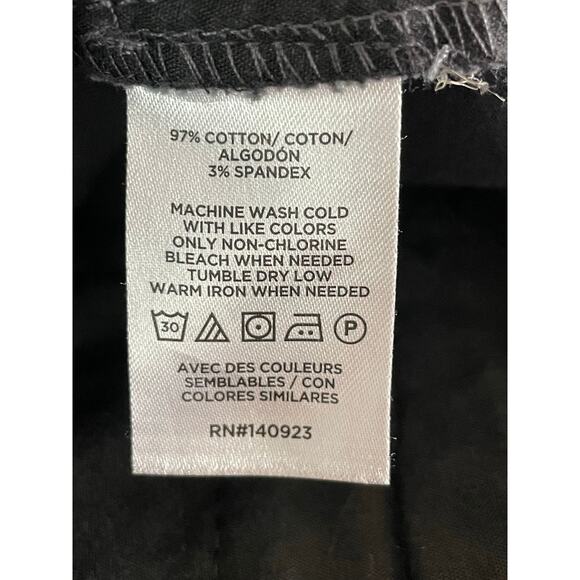 97% COTTON/ COTON/
ALGODÓN
3% SPANDEX
MACHINE WASH COLD
WITH LIKE COLORS
ONLY NON-CHLORINE
BLEACH WHEN NEEDED
TUMBLE DRY LOW
WARM IRON WHEN NEEDED
30 P
AVEC DES COULEURS
SEMBLABLES / CON
COLORES SIMILARES
RN#140923